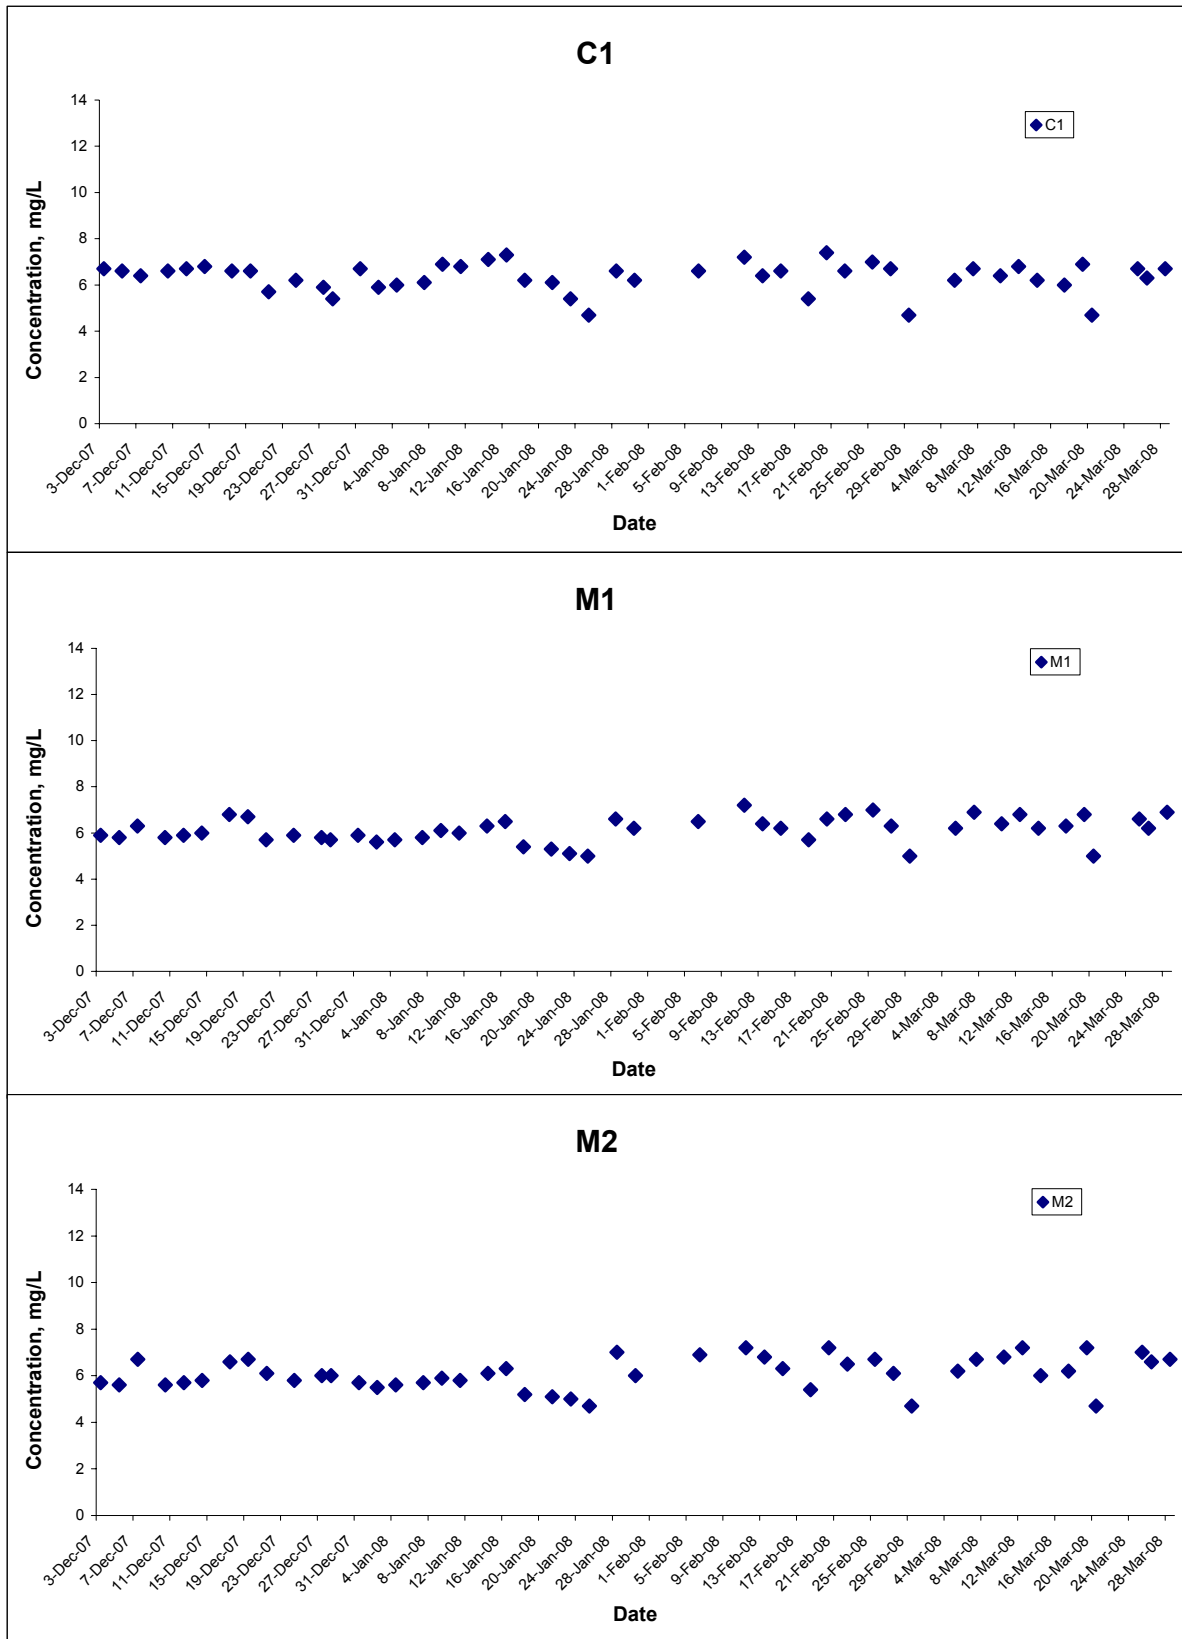 C1
14
12
10
8
6
4
2
0
Concentration, mg/L
C1
3-Dec-07
7-Dec-07
11-Dec-07
15-Dec-07
19-Dec-07
23-Dec-07
27-Dec-07
31-Dec-07
4-Jan-08
8-Jan-08
12-Jan-08
16-Jan-08
20-Jan-08
24-Jan-08
28-Jan-08
1-Feb-08
5-Feb-08
9-Feb-08
13-Feb-08
17-Feb-08
21-Feb-08
25-Feb-08
29-Feb-08
4-Mar-08
8-Mar-08
12-Mar-08
16-Mar-08
20-Mar-08
24-Mar-08
28-Mar-08
Date
M1
14
12
10
8
6
4
2
0
Concentration, mg/L
M1
3-Dec-07
7-Dec-07
11-Dec-07
15-Dec-07
19-Dec-07
23-Dec-07
27-Dec-07
31-Dec-07
4-Jan-08
8-Jan-08
12-Jan-08
16-Jan-08
20-Jan-08
24-Jan-08
28-Jan-08
1-Feb-08
5-Feb-08
9-Feb-08
13-Feb-08
17-Feb-08
21-Feb-08
25-Feb-08
29-Feb-08
4-Mar-08
8-Mar-08
12-Mar-08
16-Mar-08
20-Mar-08
24-Mar-08
28-Mar-08
Date
M2
14
12
10
8
6
4
2
0
Concentration, mg/L
M2
3-Dec-07
7-Dec-07
11-Dec-07
15-Dec-07
19-Dec-07
23-Dec-07
27-Dec-07
31-Dec-07
4-Jan-08
8-Jan-08
12-Jan-08
16-Jan-08
20-Jan-08
24-Jan-08
28-Jan-08
1-Feb-08
5-Feb-08
9-Feb-08
13-Feb-08
17-Feb-08
21-Feb-08
25-Feb-08
29-Feb-08
4-Mar-08
8-Mar-08
12-Mar-08
16-Mar-08
20-Mar-08
24-Mar-08
28-Mar-08
Date